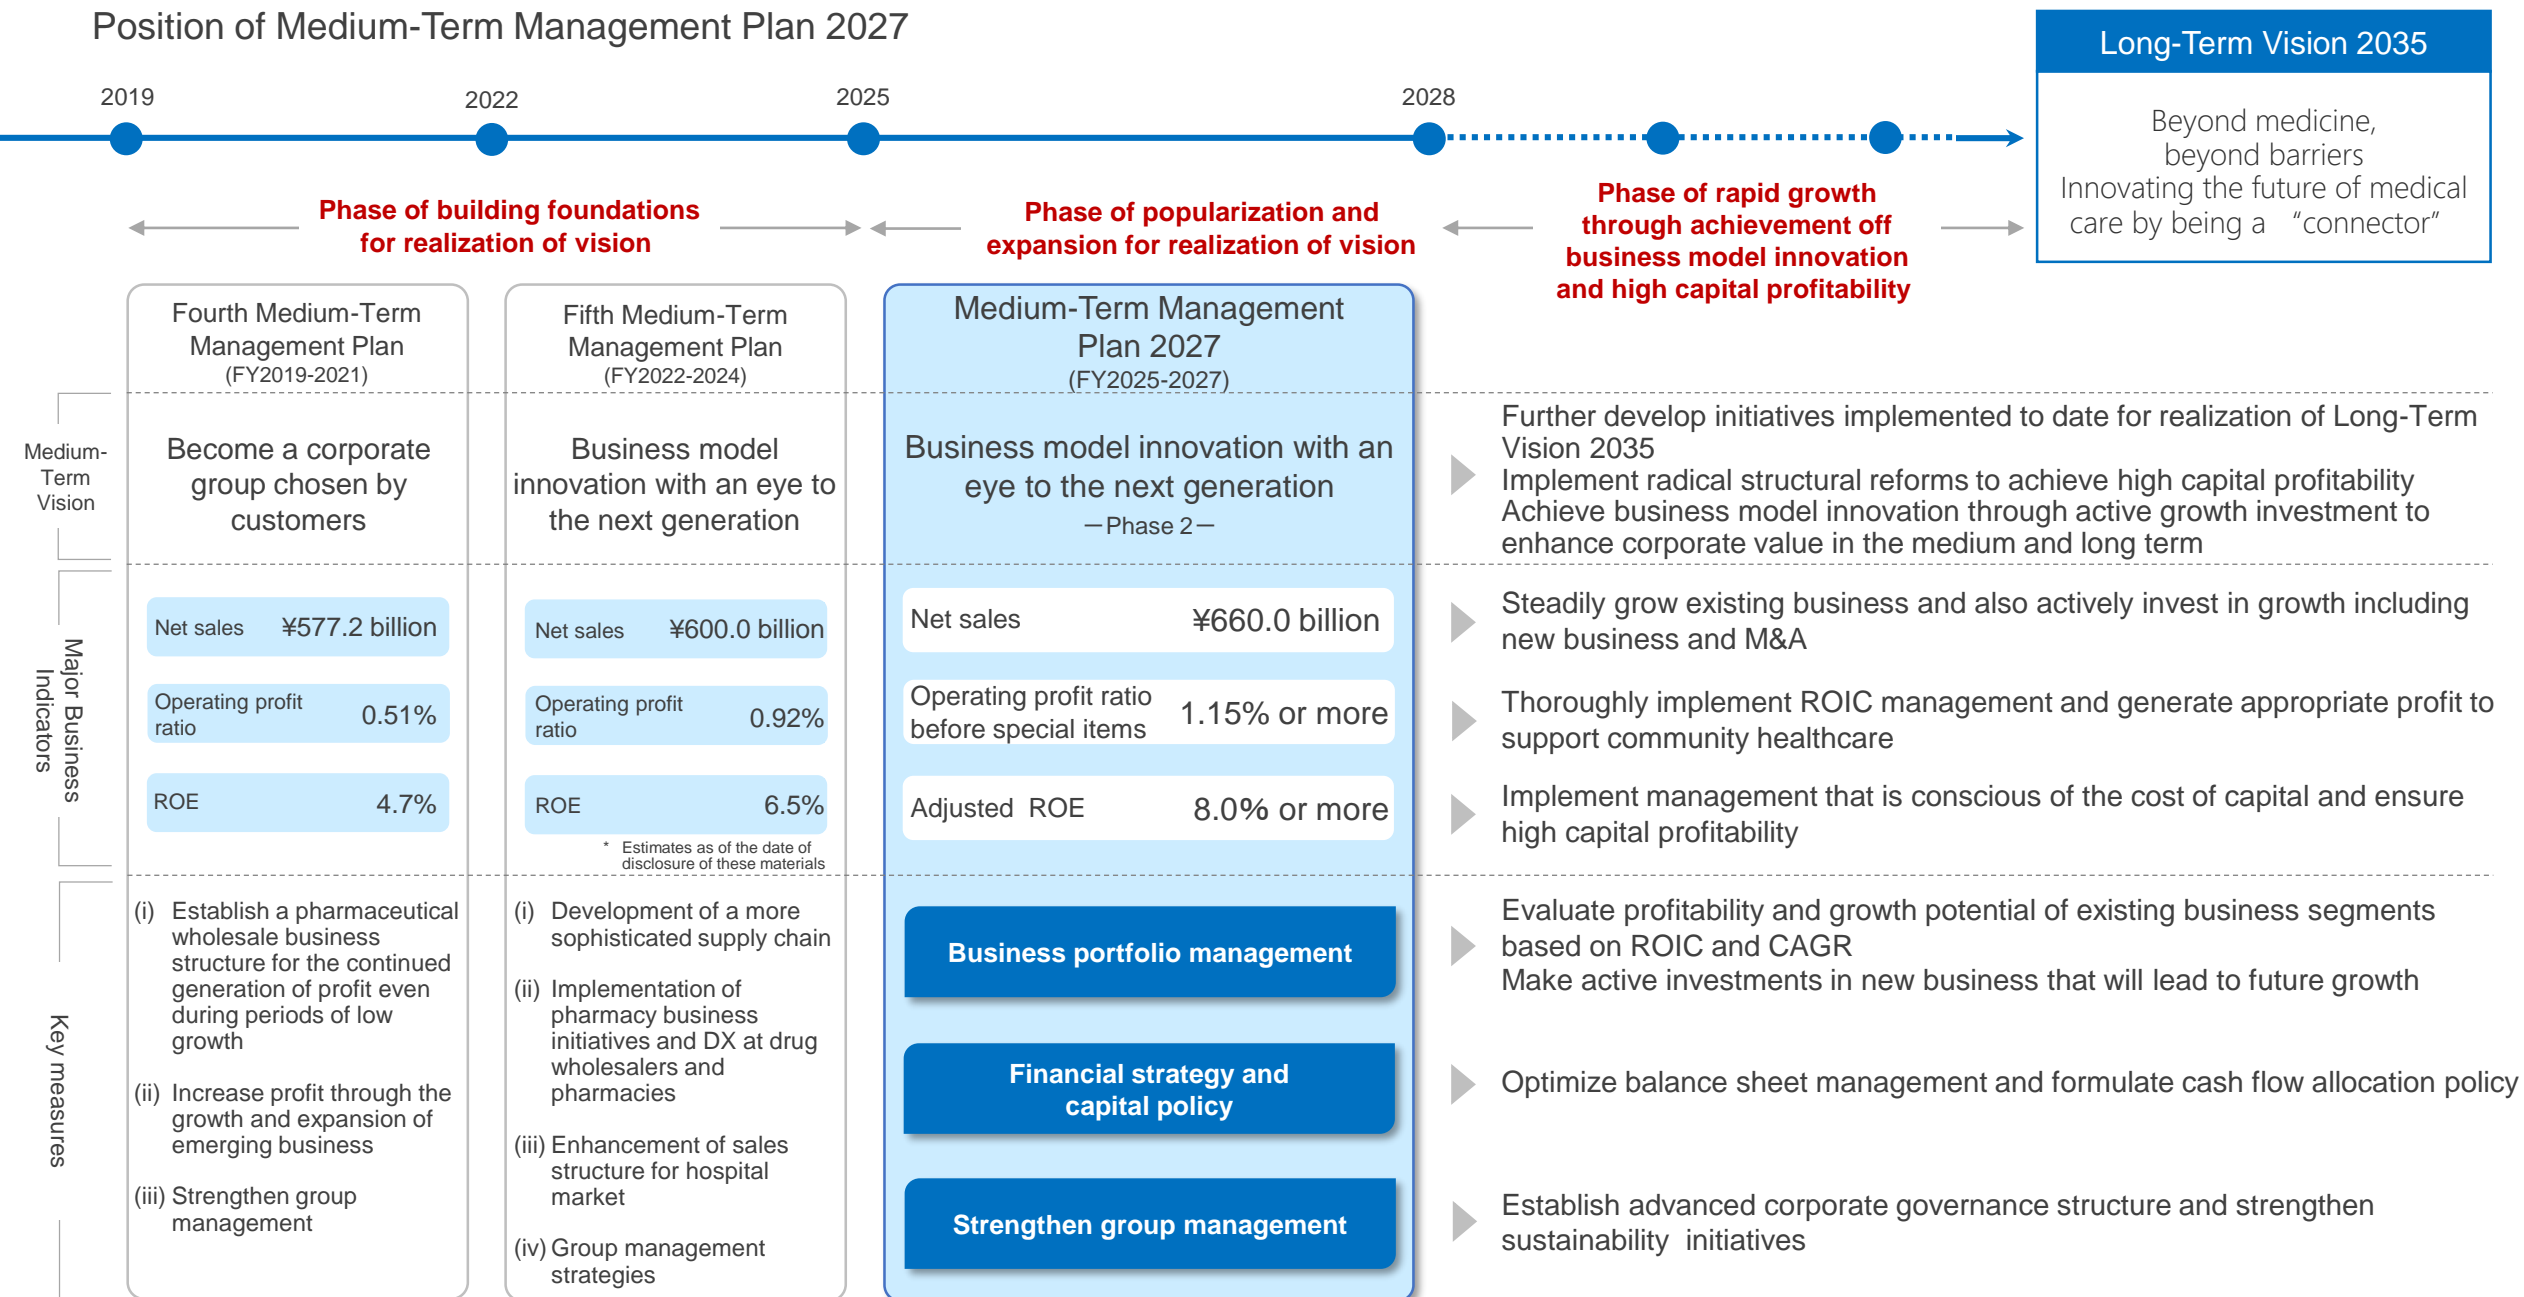 Position of Medium-Term Management Plan 2027
Long-Term Vision 2035
Beyond medicine,
beyond barriers
Innovating the future of medical
care by being a “connector”
2019
2022
2025
2028
Phase of building foundations
for realization of vision
Phase of popularization and
expansion for realization of vision
Phase of rapid growth
through achievement off
business model innovation
and high capital profitability
Fourth Medium-Term
Management Plan
(FY2019-2021)
Fifth Medium-Term
Management Plan
(FY2022-2024)
Medium-Term Management
Plan 2027
(FY2025-2027)
Medium-
Term
Vision
Become a corporate
group chosen by
customers
Business model
innovation with an eye to
the next generation
Business model innovation with an
eye to the next generation
－Phase 2－
Further develop initiatives implemented to date for realization of Long-Term
Vision 2035
Implement radical structural reforms to achieve high capital profitability
Achieve business model innovation through active growth investment to
enhance corporate value in the medium and long term
Major Business
Indicators
Net sales ¥577.2 billion
Operating profit
ratio 0.51%
ROE 4.7%
Net sales ¥600.0 billion
Operating profit
ratio 0.92%
ROE 6.5%
* Estimates as of the date of
disclosure of these materials
Net sales ¥660.0 billion
Operating profit ratio
before special items 1.15% or more
Adjusted ROE 8.0% or more
Steadily grow existing business and also actively invest in growth including
new business and M&A
Thoroughly implement ROIC management and generate appropriate profit to
support community healthcare
Implement management that is conscious of the cost of capital and ensure
high capital profitability
Key measures
(i) Establish a pharmaceutical
wholesale business
structure for the continued
generation of profit even
during periods of low
growth
(ii) Increase profit through the
growth and expansion of
emerging business
(iii) Strengthen group
management
(i) Development of a more
sophisticated supply chain
(ii) Implementation of
pharmacy business
initiatives and DX at drug
wholesalers and
pharmacies
(iii) Enhancement of sales
structure for hospital
market
(iv) Group management
strategies
Business portfolio management
Financial strategy and
capital policy
Strengthen group management
Evaluate profitability and growth potential of existing business segments
based on ROIC and CAGR
Make active investments in new business that will lead to future growth
Optimize balance sheet management and formulate cash flow allocation policy
Establish advanced corporate governance structure and strengthen
sustainability initiatives